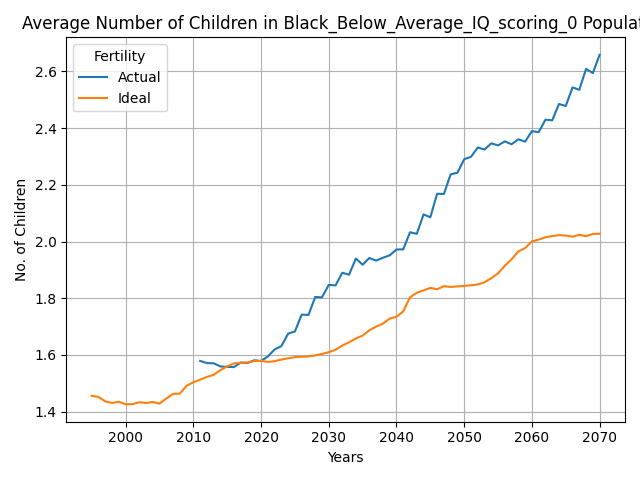 Average Number of Children in Black_Below_Average_IQ_scoring_0 Populat
Fertility
Actual
Ideal
No. of Children
2.6
2.4
2.2
2.0
1.8
1.6
1.4
2000 2010 2020 2030 2040 2050 2060 2070
Years